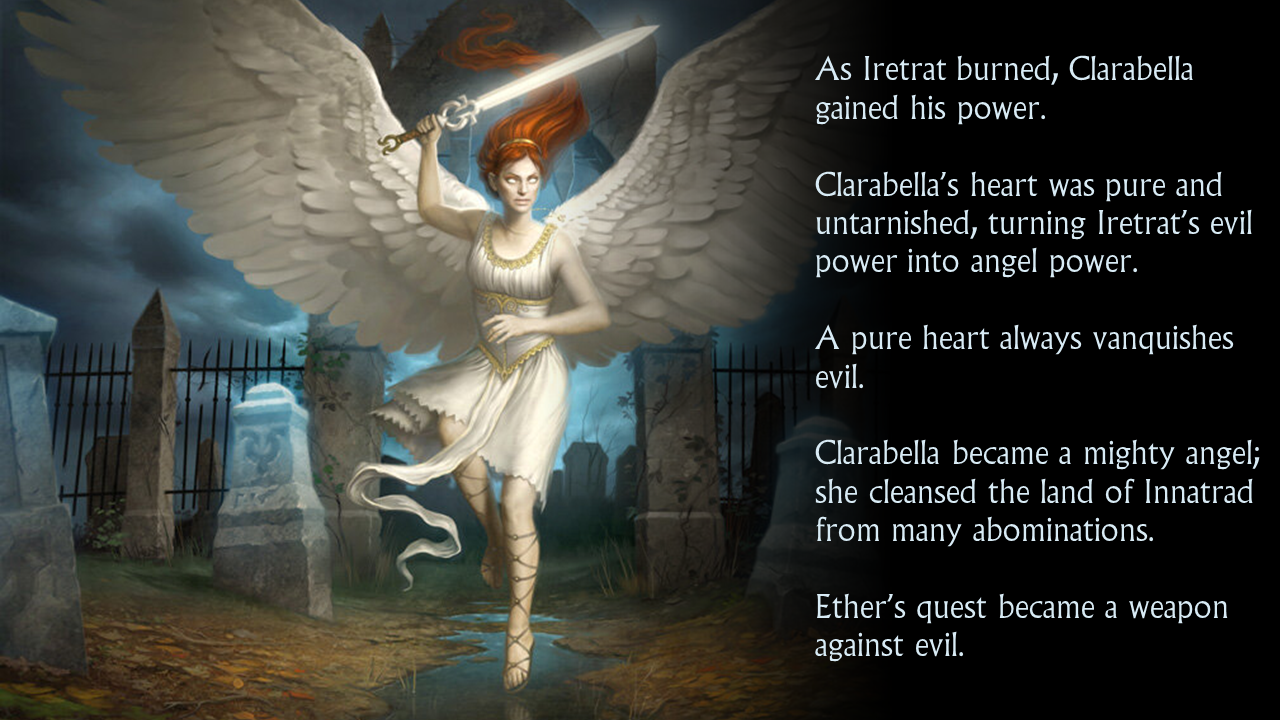 As Iretrat burned, Clarabella
gained his power.
Clarabella's heart was pure and
untarnished, turning Iretrat's evil
power into angel power.
A pure heart always vanquishes
evil.
Clarabella became a mighty angel;
she cleansed the land of Innatrad
from many abominations.
Ether's quest became a weapon
against evil.